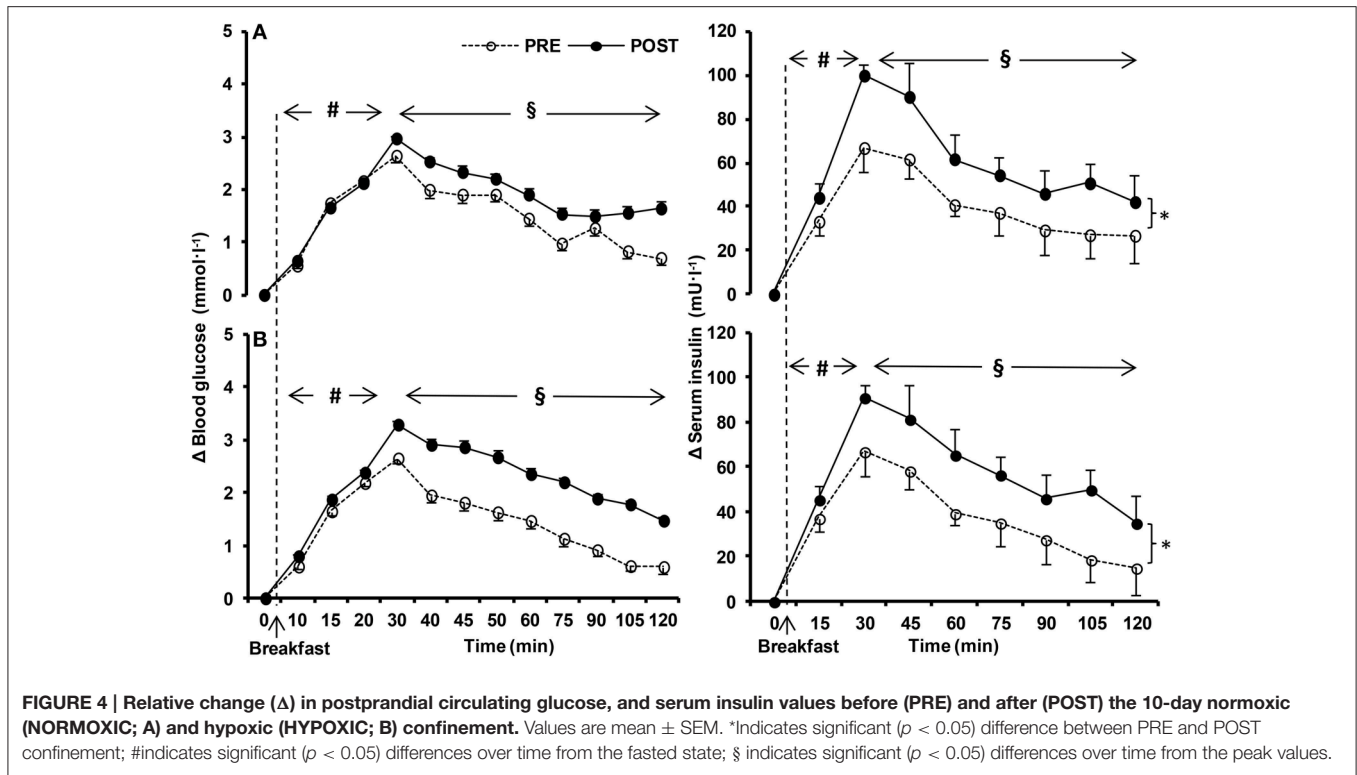 A
PRE POST
5
4
3
2
1
0
# §
120
100
80
60
40
20
0
# §
*
Δ Blood glucose (mmol·l⁻¹)
Δ Serum insulin (mU·l⁻¹)
B
5
4
3
2
1
0
# §
120
100
80
60
40
20
0
# §
*
0 10 15 20 30 40 45 50 60 75 90 105 120
0 15 30 45 60 75 90 105 120
Breakfast Time (min)
Breakfast Time (min)
FIGURE 4 | Relative change (Δ) in postprandial circulating glucose, and serum insulin values before (PRE) and after (POST) the 10-day normoxic
(NORMOXIC; A) and hypoxic (HYPOXIC; B) confinement. Values are mean ± SEM. *Indicates significant (p < 0.05) difference between PRE and POST
confinement; #indicates significant (p < 0.05) differences over time from the fasted state; § indicates significant (p < 0.05) differences over time from the peak values.